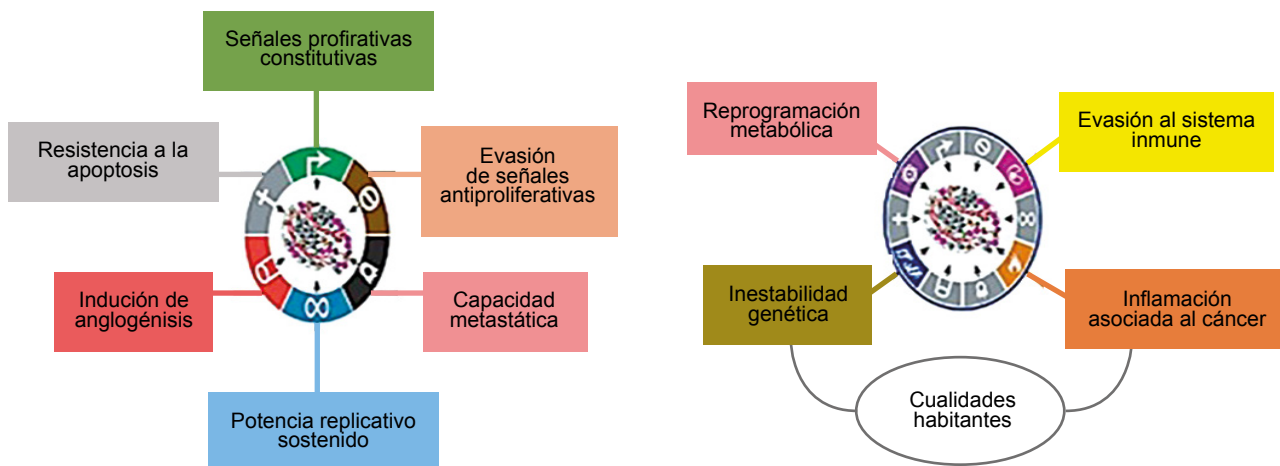 Señales profirativas
constitutivas
Resistencia a la
apoptosis
Evasión
de señales
antiproliferativas
Indución de
anglogénisis
Capacidad
metastática
Potencia replicativo
sostenido
Reprogramación
metabólica
Evasión al sistema
inmune
Inestabilidad
genética
Inflamación
asociada al cáncer
Cualidades
habitantes